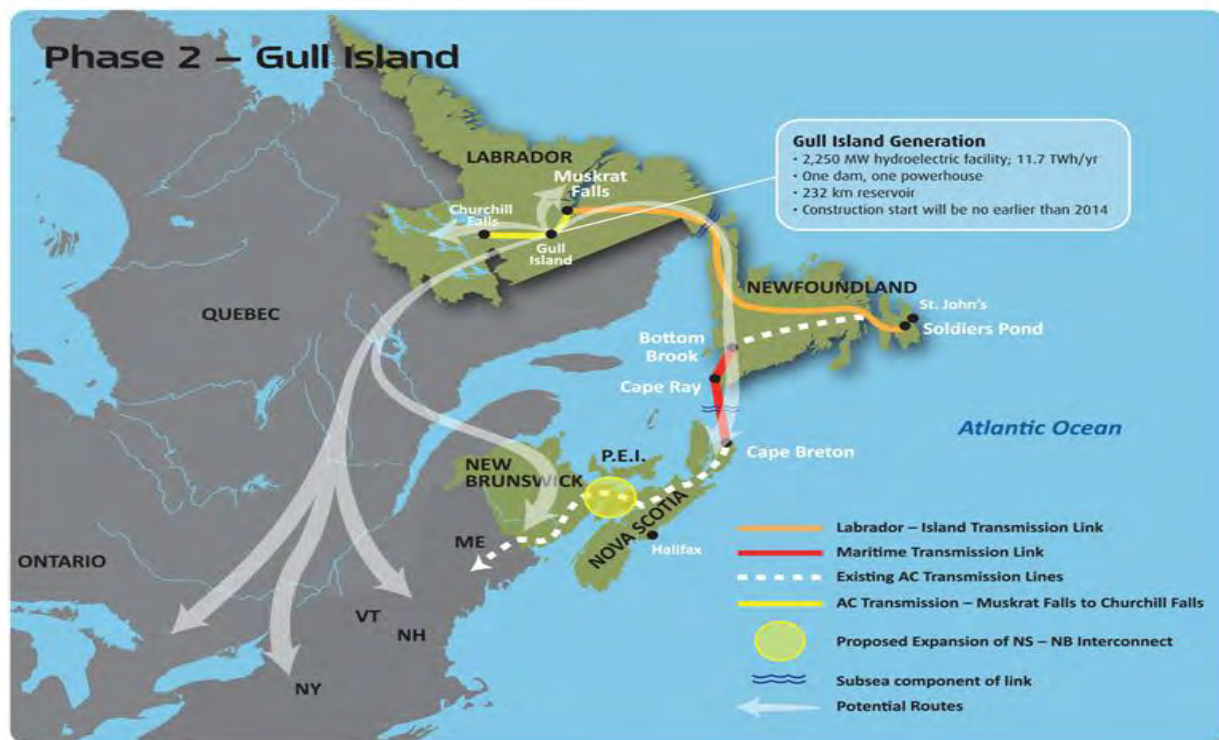 Phase 2 – Gull Island
Gull Island Generation
• 2,250 MW hydroelectric facility; 11.7 TWh/yr
• One dam, one powerhouse
• 232 km reservoir
• Construction start will be no earlier than 2014
LABRADOR
Muskrat
Falls
Churchill
Falls
Gull
Island
NEWFOUNDLAND
St. John's
Soldiers Pond
QUEBEC
Bottom
Brook
Cape Ray
Atlantic Ocean
Cape Breton
P.E.I.
NEW
BRUNSWICK
NOVA SCOTIA
Halifax
ME
ONTARIO
VT
NH
NY
Labrador – Island Transmission Link
Maritime Transmission Link
Existing AC Transmission Lines
AC Transmission – Muskrat Falls to Churchill Falls
Proposed Expansion of NS – NB Interconnect
Subsea component of link
Potential Routes